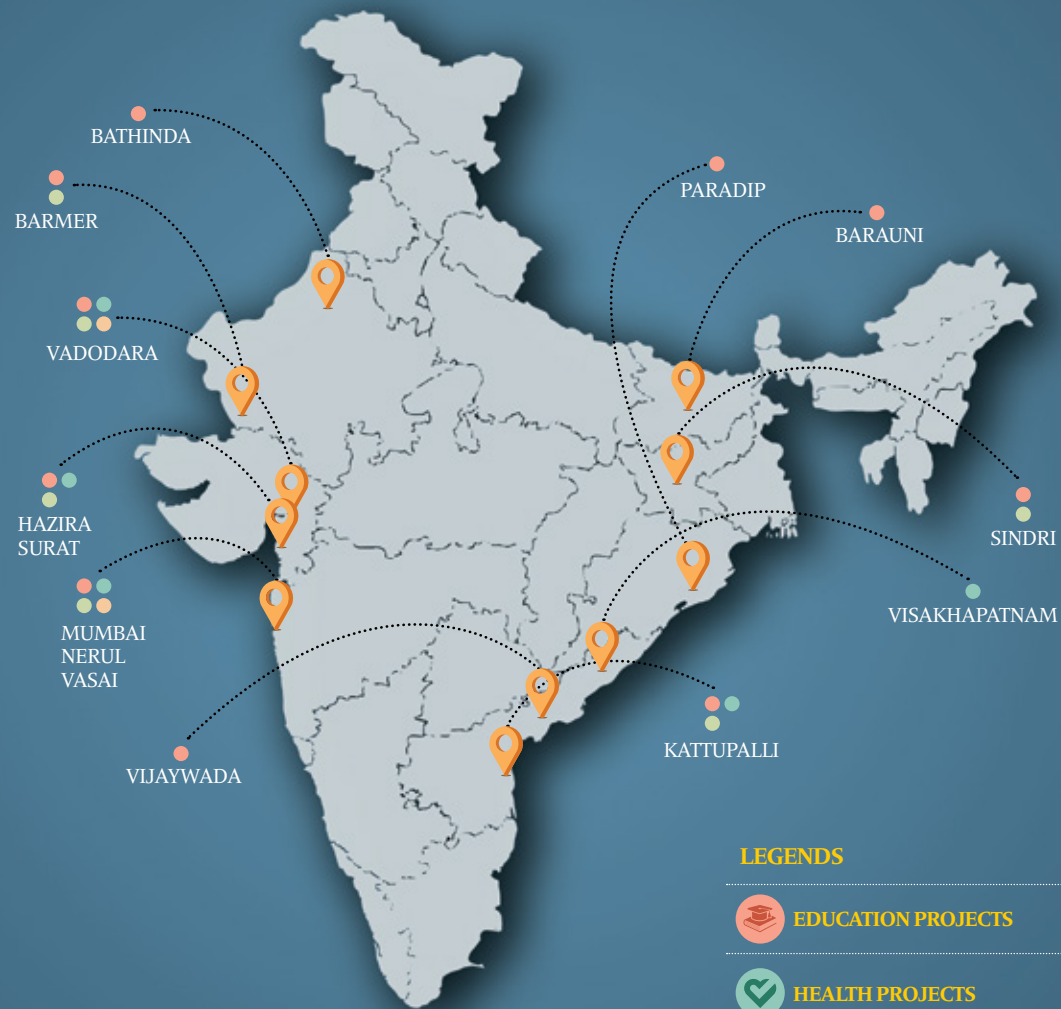 BATHINDA
BARMER
VADODARA
HAZIRA
SURAT
MUMBAI
NERUL
VASAI
VIJAYWADA
PARADIP
BARAUNI
SINDRI
VISAKHAPATNAM
KATTUPALLI
LEGENDS
EDUCATION PROJECTS
HEALTH PROJECTS